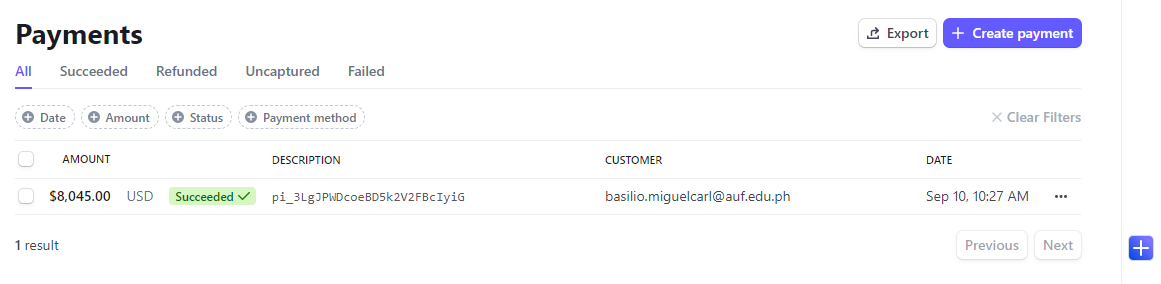 Payments
Export
Create payment
All Succeeded Refunded Uncaptured Failed
Date Amount Status Payment method Clear Filters
AMOUNT DESCRIPTION CUSTOMER DATE
$8,045.00 USD Succeeded pi_3LgJPWDcoeBD5k2V2FBcIyiG basilio.miguelcarl@auf.edu.ph Sep 10, 10:27 AM
1 result Previous Next